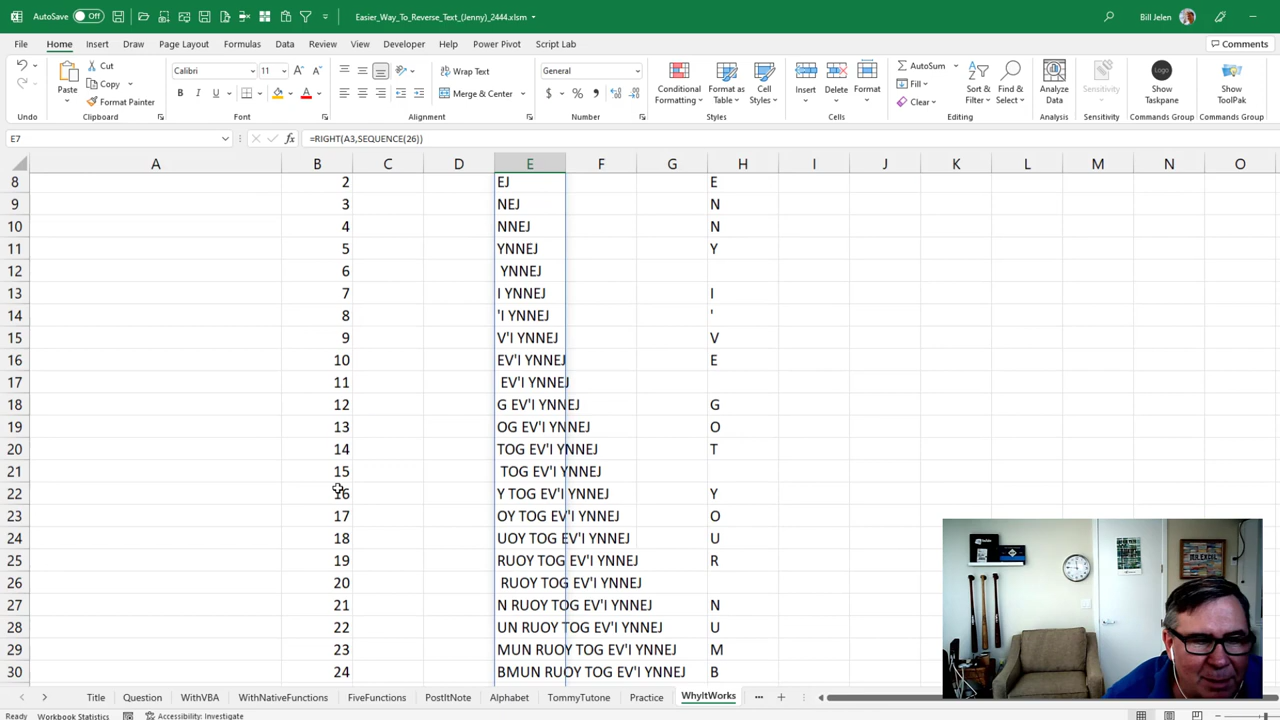 AutoSave Off Easier_Way_To_Reverse_Text_(Jenny)_2444.xlsm Bill Jelen
File Home Insert Draw Page Layout Formulas Data Review View Developer Help Power Pivot Script Lab Comments
Cut
Copy
Format Painter
Paste
Calibri 11
Wrap Text
Merge & Center
General
Conditional Formatting
Format as Table
Cell Styles
Insert
Delete
Format
AutoSum
Fill
Clear
Sort & Filter
Find & Select
Analyze Data
Sensitivity
Show Taskpane
Show ToolPak
Undo Clipboard Font Alignment Number Styles Cells Editing Analysis Sensitivity Commands Group Commands Group
E7 fx =RIGHT(A3,SEQUENCE(26))
A B C D E F G H I J K L M N O
8 2 EJ E
9 3 NEJ N
10 4 NNEJ N
11 5 YNNEJ Y
12 6 YNNEJ
13 7 I YNNEJ I
14 8 'I YNNEJ '
15 9 V'I YNNEJ V
16 10 EV'I YNNEJ E
17 11 EV'I YNNEJ
18 12 G EV'I YNNEJ G
19 13 OG EV'I YNNEJ O
20 14 TOG EV'I YNNEJ T
21 15 TOG EV'I YNNEJ
22 16 Y TOG EV'I YNNEJ Y
23 17 OY TOG EV'I YNNEJ O
24 18 UOY TOG EV'I YNNEJ U
25 19 RUOY TOG EV'I YNNEJ R
26 20 RUOY TOG EV'I YNNEJ
27 21 N RUOY TOG EV'I YNNEJ N
28 22 UN RUOY TOG EV'I YNNEJ U
29 23 MUN RUOY TOG EV'I YNNEJ M
30 24 BMUN RUOY TOG EV'I YNNEJ B
Title Question WithVBA WithNativeFunctions FiveFunctions PostItNote Alphabet TommyTutone Practice WhyItWorks
Ready Workbook Statistics Accessibility: Investigate